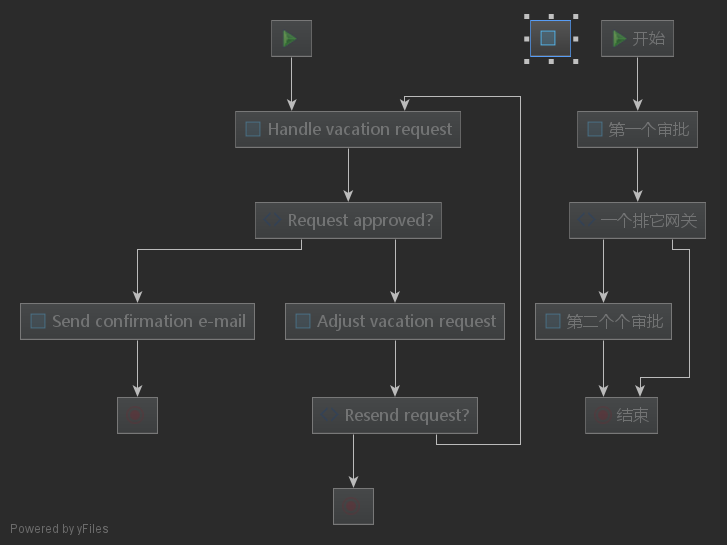 开始
Handle vacation request
第一个审批
Request approved?
一个排它网关
Send confirmation e-mail
Adjust vacation request
第二个个审批
Resend request?
结束
Powered by yFiles